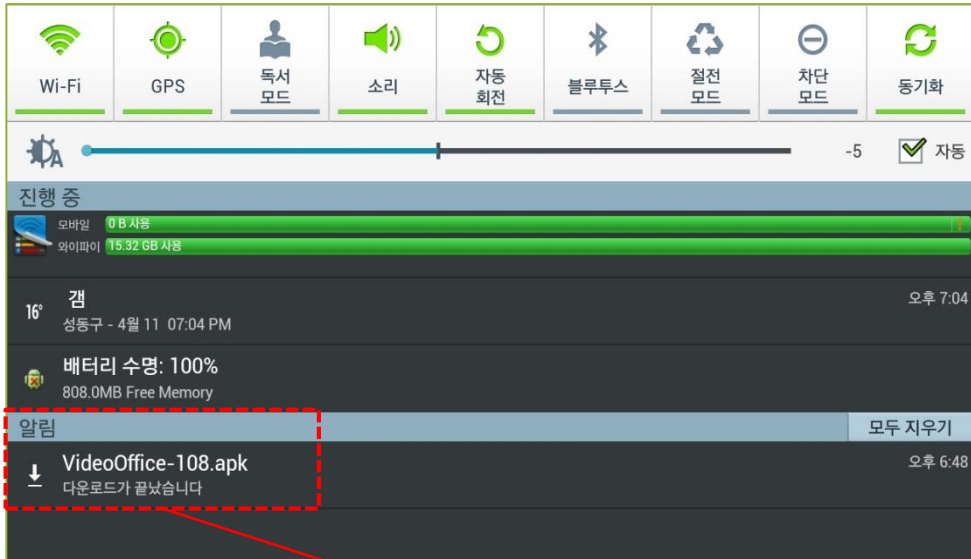 Wi-Fi
GPS
독서
모드
소리
자동
회전
블루투스
절전
모드
차단
모드
동기화
A
-5
자동
진행 중
모바일 0 B 사용
와이파이 15.32 GB 사용
16°
갬
오후 7:04
성동구 - 4월 11 07:04 PM
배터리 수명: 100%
808.0MB Free Memory
알림
모두 지우기
VideoOffice-108.apk
오후 6:48
다운로드가 끝났습니다